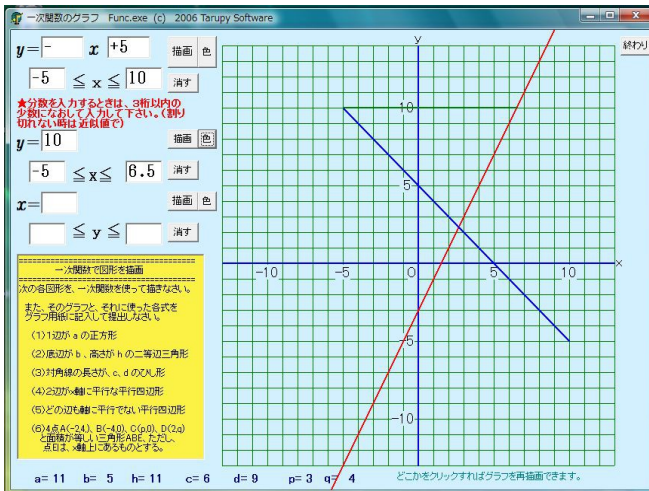 一次関数のグラフ Func.exe (c) 2006 Tarupy Software
終わり
y= - x +5 描画 色
-5 ≦ x ≦ 10 消す
★分数を入力するときは、3桁以内の
少数になおして入力して下さい。(割り
切れない時は近似値で)
y= 10 描画 色
-5 ≦ x ≦ 6.5 消す
x= 描画 色
≦ y ≦ 消す
一次関数で図形を描画
次の各図形を、一次関数を使って描きなさい。
また、そのグラフと、それに使った各式を
グラフ用紙に記入して提出しなさい。
(1)1辺が a の正方形
(2)底辺が b 、高さが h の二等辺三角形
(3)対角線の長さが、c、d のひし形
(4)2辺がx軸に平行な平行四辺形
(5)どの辺も軸に平行でない平行四辺形
(6)4点A(-2,4)、B(-4,0)、C(p,0)、D(2,q)
と面積が等しい三角形ABE、ただし、
点Eは、x軸上にあるものとする。
y
10
5
-10 -5 0 5 10 x
-5
-10
a= 11 b= 5 h= 11 c= 6 d= 9 p= 3 q= 4
どこかをクリックすればグラフを再描画できます。